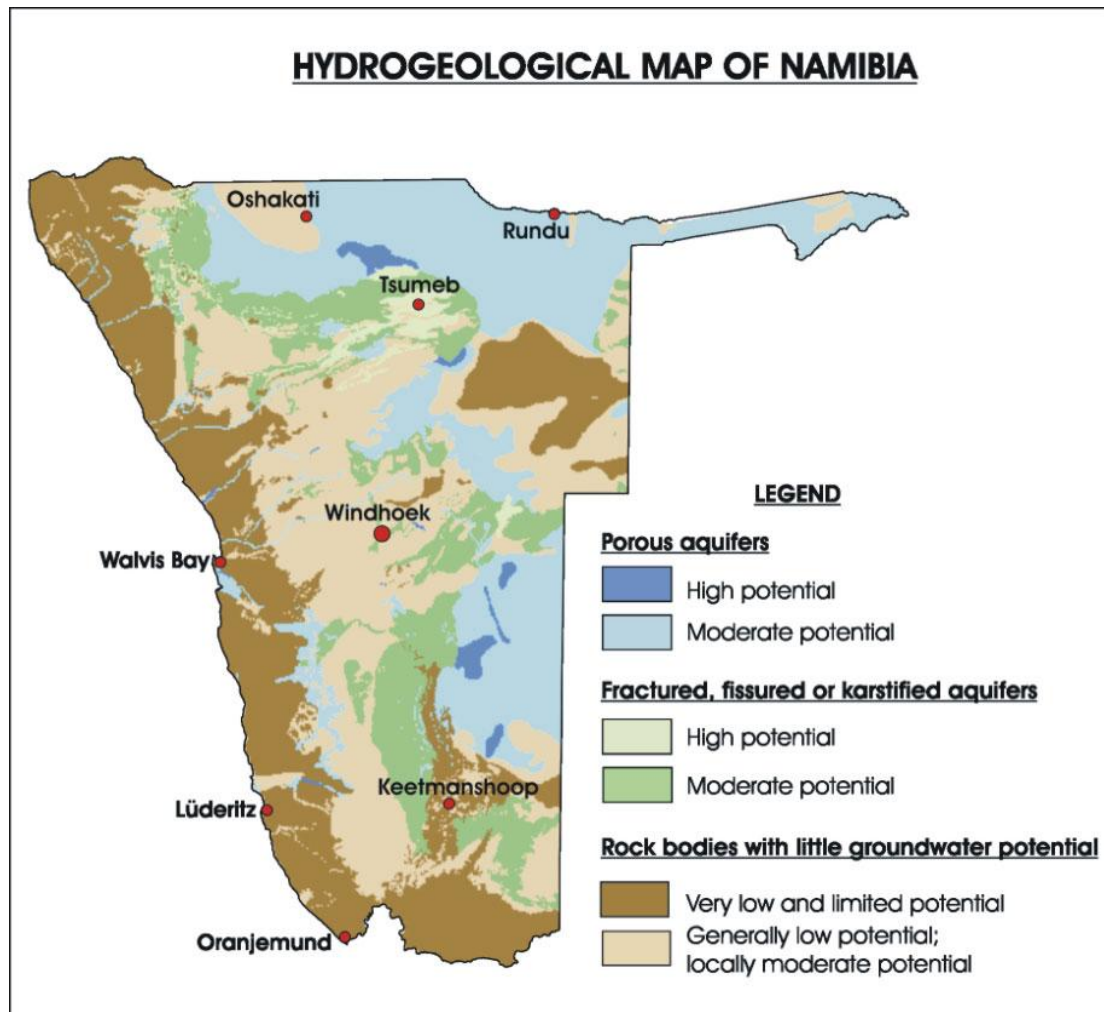 HYDROGEOLOGICAL MAP OF NAMIBIA
Oshakati
Rundu
Tsumeb
Windhoek
Walvis Bay
Keetmanshoop
Lüderitz
Oranjemund
LEGEND
Porous aquifers
High potential
Moderate potential
Fractured, fissured or karstified aquifers
High potential
Moderate potential
Rock bodies with little groundwater potential
Very low and limited potential
Generally low potential;
locally moderate potential